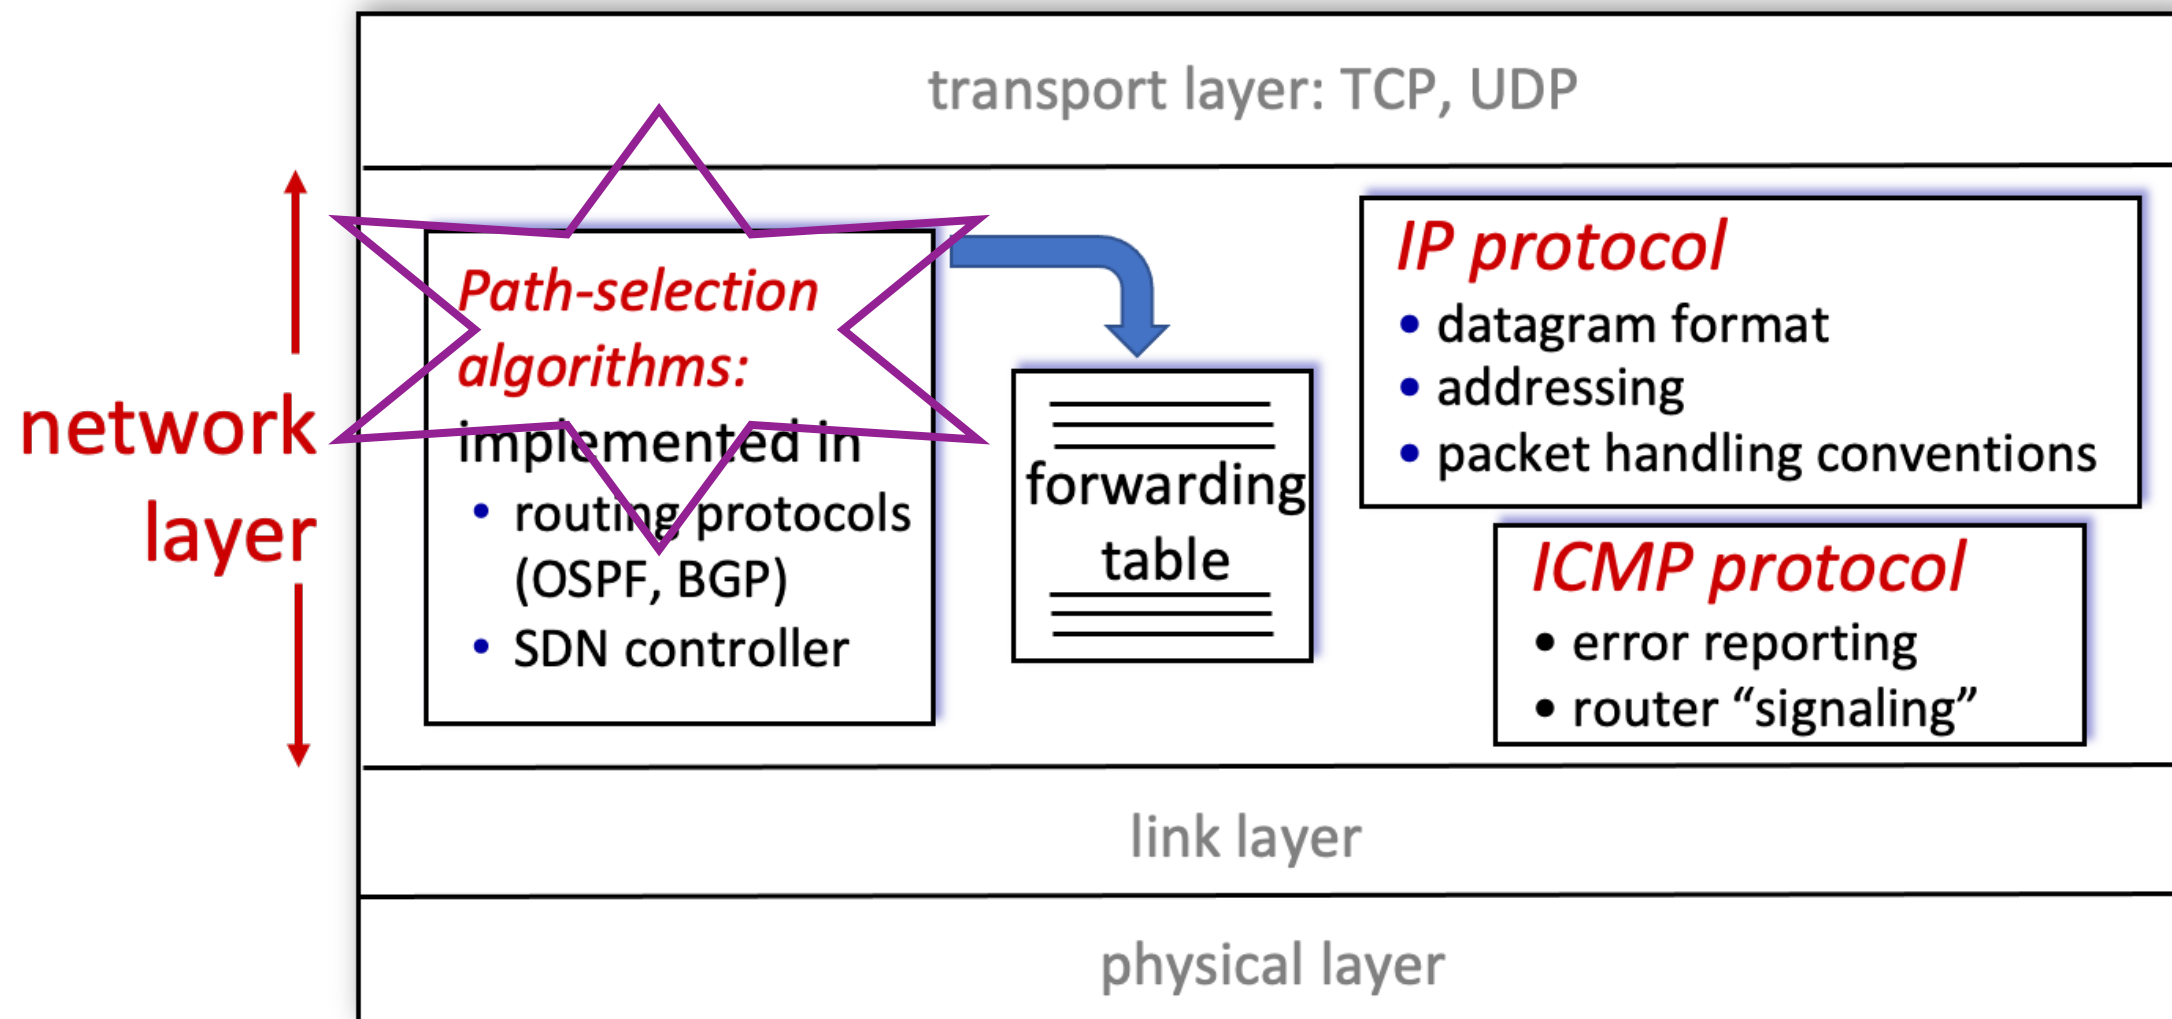 transport layer: TCP, UDP
network
layer
Path-selection
algorithms:
implemented in
• routing protocols
(OSPF, BGP)
• SDN controller
forwarding
table
IP protocol
• datagram format
• addressing
• packet handling conventions
ICMP protocol
• error reporting
• router “signaling”
link layer
physical layer